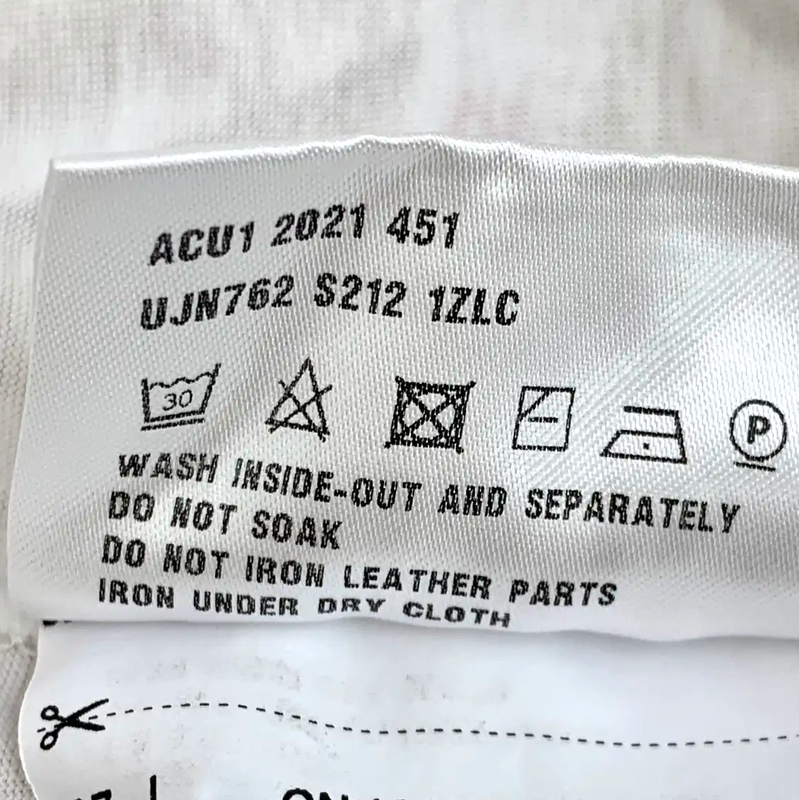 ACU1 2021 451
UJN762 S212 1ZLC
30 P
WASH INSIDE-OUT AND SEPARATELY
DO NOT SOAK
DO NOT IRON LEATHER PARTS
IRON UNDER DRY CLOTH